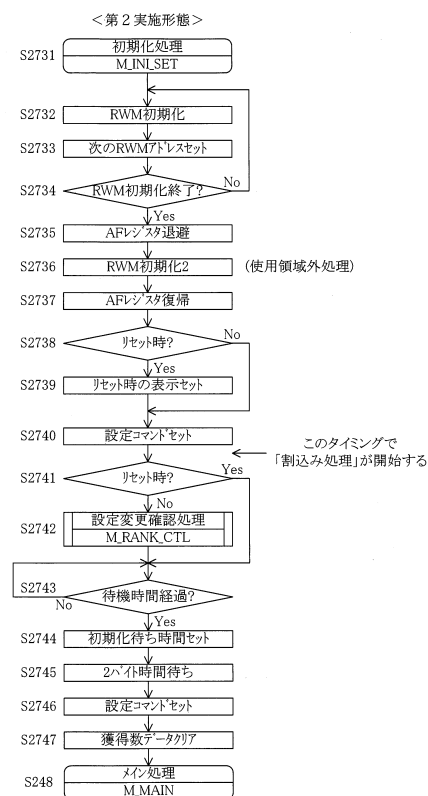 ＜第２実施形態＞
S2731
初期化処理
M_INI_SET
S2732
RWM初期化
S2733
次のRWMｱﾄﾞﾚｽセット
S2734
RWM初期化終了?
No
Yes
S2735
AFﾚｼﾞｽﾀ退避
S2736
RWM初期化2
(使用領域外処理)
S2737
AFﾚｼﾞｽﾀ復帰
S2738
ﾘｾｯﾄ時?
No
Yes
S2739
ﾘｾｯﾄ時の表示セット
S2740
設定ｺﾏﾝﾄﾞｾｯﾄ
このタイミングで
「割込み処理」が開始する
S2741
ﾘｾｯﾄ時?
Yes
No
S2742
設定変更確認処理
M_RANK_CTL
S2743
待機時間経過?
No
Yes
S2744
初期化待ち時間セット
S2745
2ﾊﾞｲﾄ時間待ち
S2746
設定ｺﾏﾝﾄﾞｾｯﾄ
S2747
獲得数ﾃﾞｰﾀｸﾘｱ
S248
メイン処理
M_MAIN